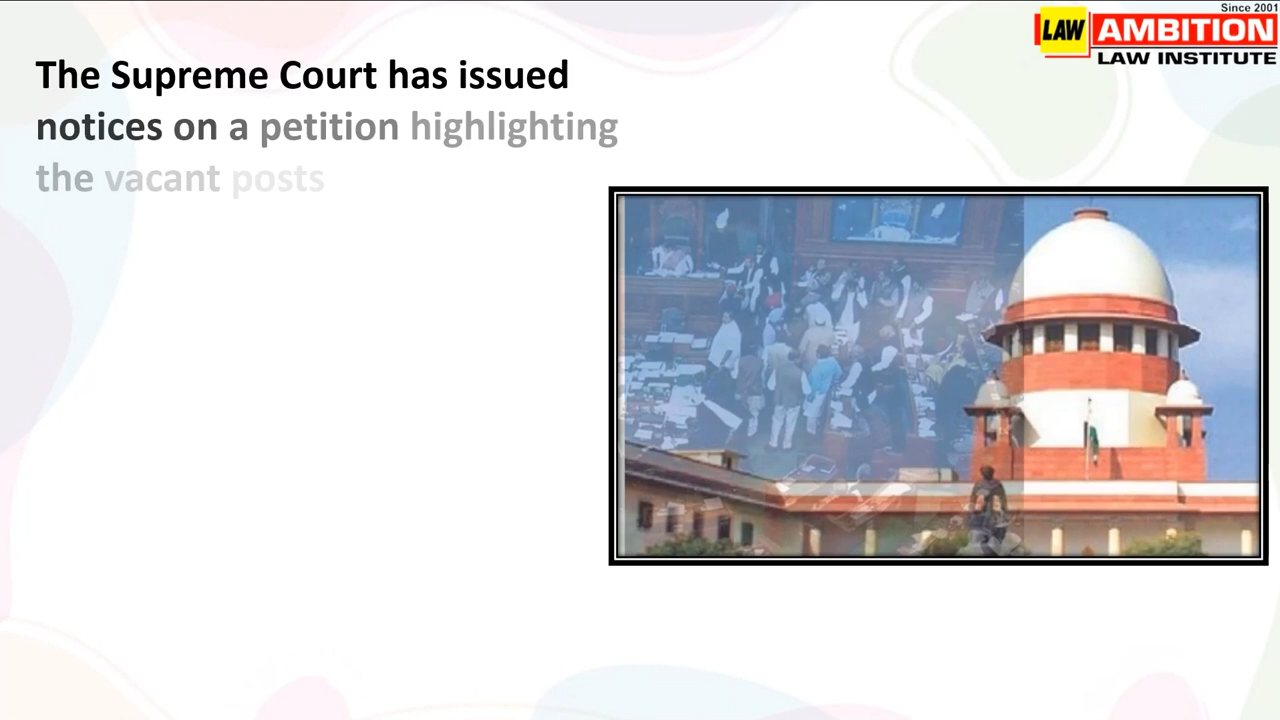 Since 2001
LAW AMBITION
LAW INSTITUTE
The Supreme Court has issued
notices on a petition highlighting
the vacant posts